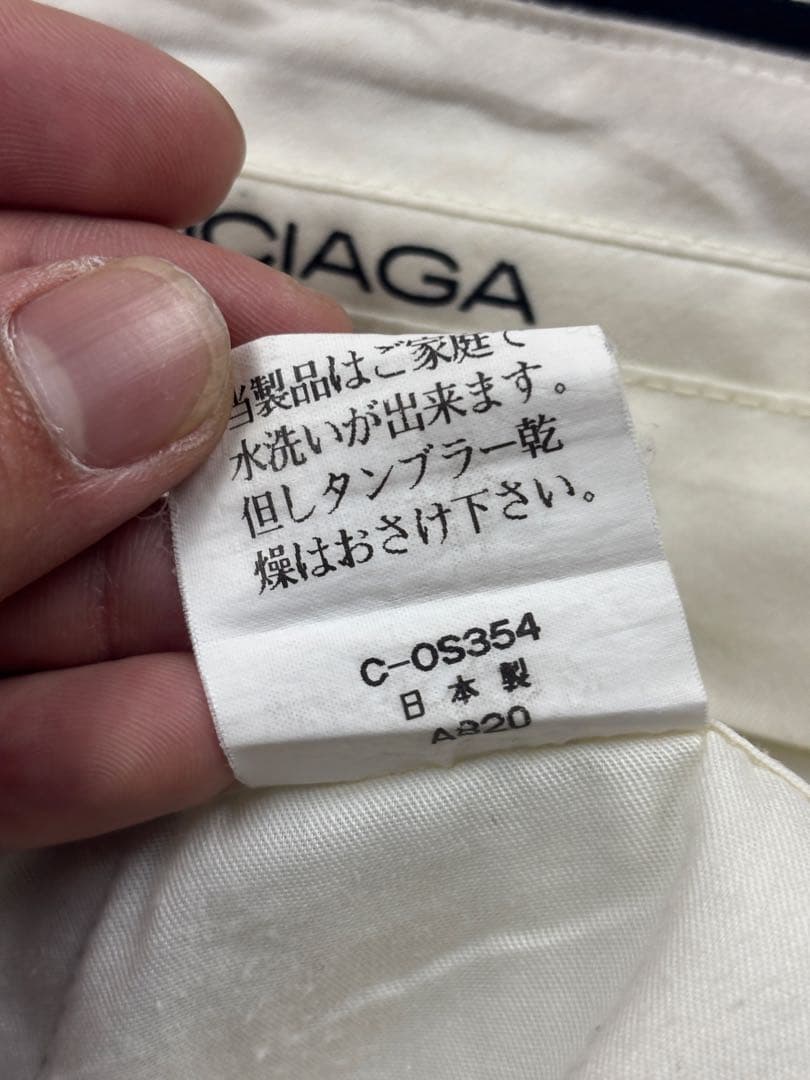 CIAGA
当製品はご家庭で
水洗いが出来ます。
但しタンブラー乾
燥はおさけ下さい。
C-OS354
日本製
A820